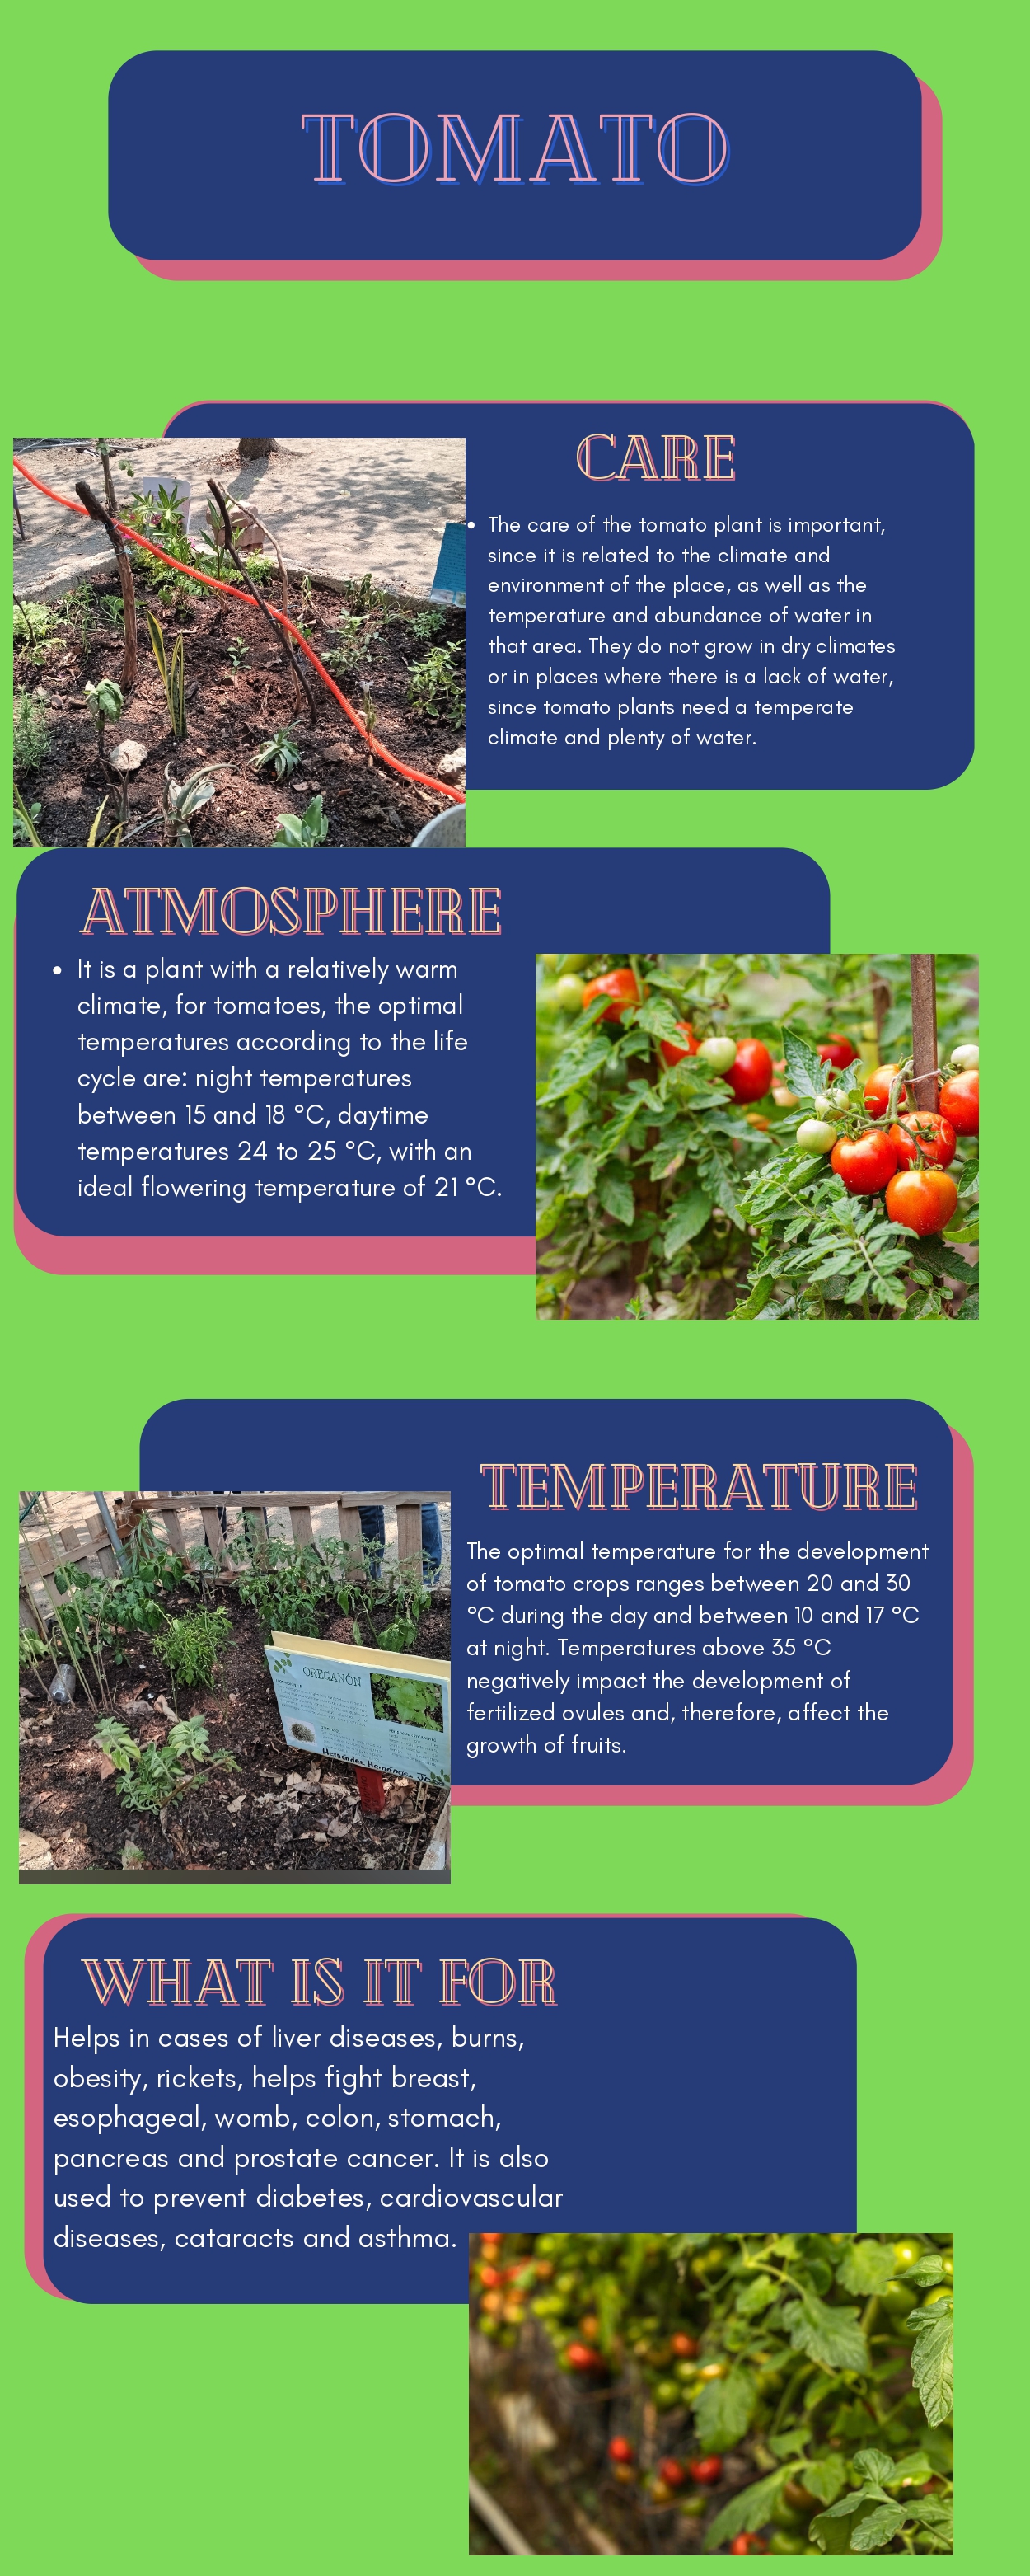 TOMATO
CARE
• The care of the tomato plant is important,
since it is related to the climate and
environment of the place, as well as the
temperature and abundance of water in
that area. They do not grow in dry climates
or in places where there is a lack of water,
since tomato plants need a temperate
climate and plenty of water.
ATMOSPHERE
• It is a plant with a relatively warm
climate, for tomatoes, the optimal
temperatures according to the life
cycle are: night temperatures
between 15 and 18 °C, daytime
temperatures 24 to 25 °C, with an
ideal flowering temperature of 21 °C.
TEMPERATURE
The optimal temperature for the development
of tomato crops ranges between 20 and 30
°C during the day and between 10 and 17 °C
at night. Temperatures above 35 °C
negatively impact the development of
fertilized ovules and, therefore, affect the
growth of fruits.
OREGANÓN
Hernández Hernández
WHAT IS IT FOR
Helps in cases of liver diseases, burns,
obesity, rickets, helps fight breast,
esophageal, womb, colon, stomach,
pancreas and prostate cancer. It is also
used to prevent diabetes, cardiovascular
diseases, cataracts and asthma.